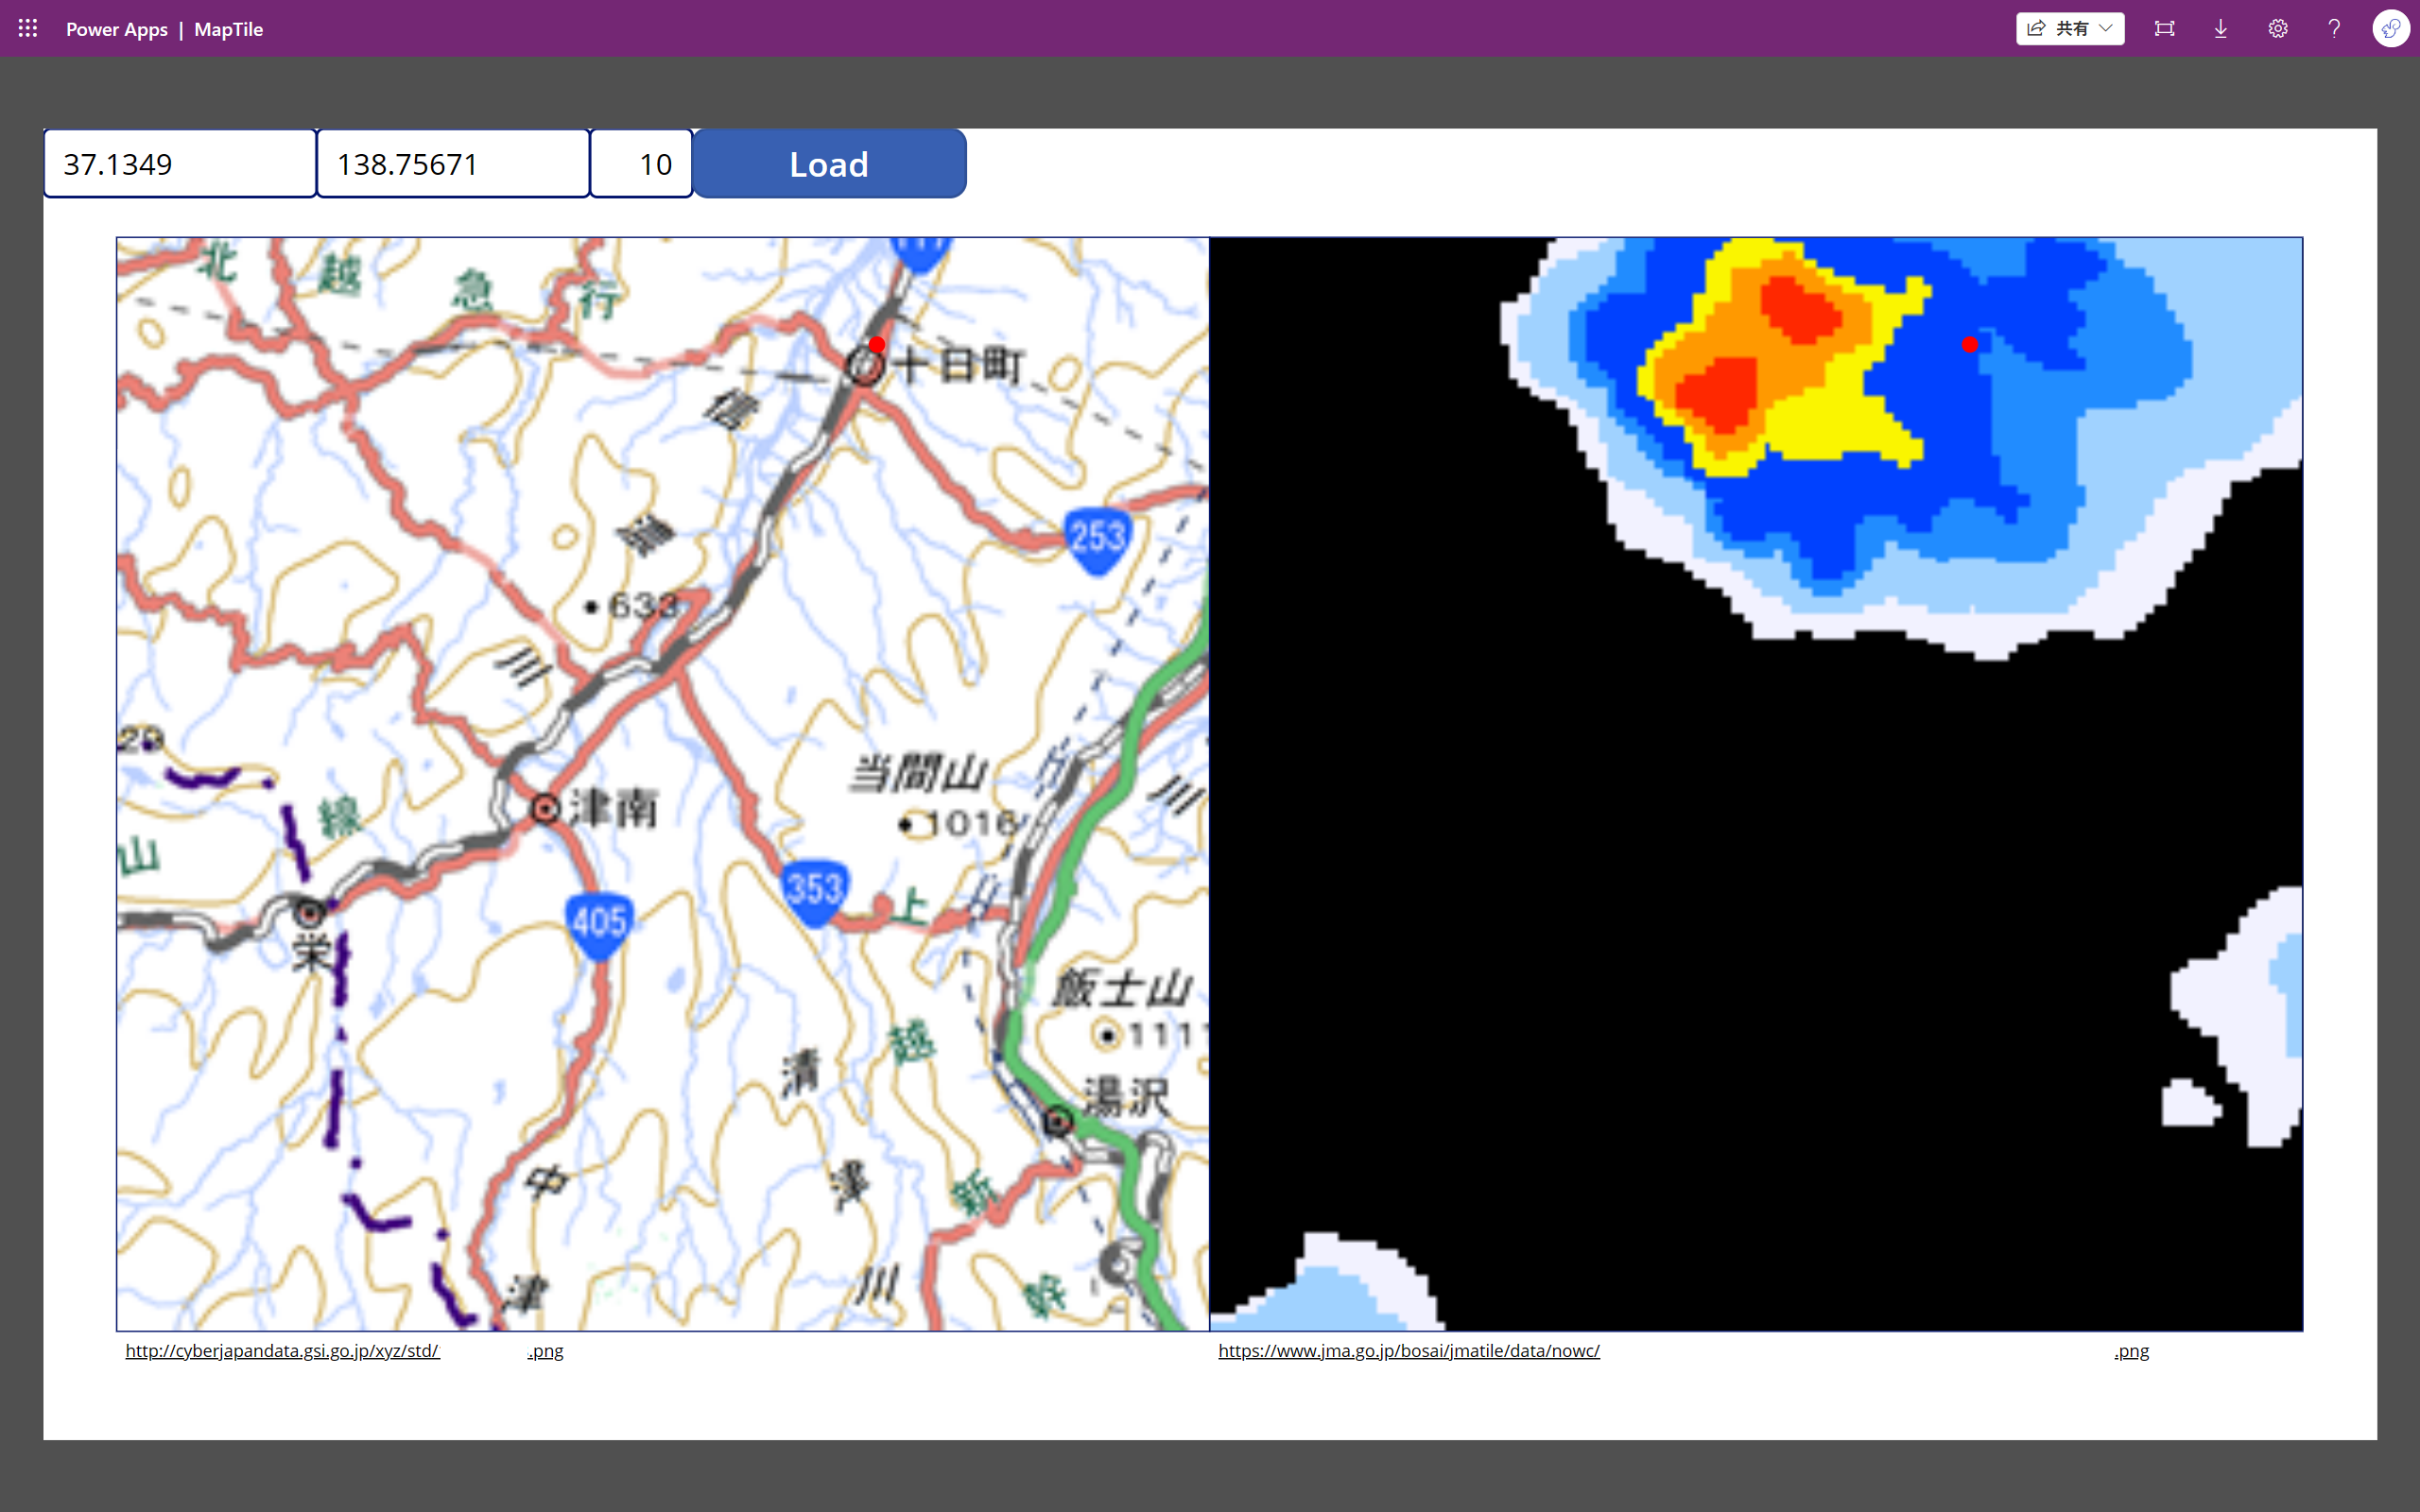 Power Apps | MapTile
共有
?
37.1349
138.75671
10
Load
117
北
越
急
行
十日町
信
濃
川
253
633
29
線
山
津南
当間山
1016
川
353
上
405
栄
飯士山
1111
越
清
湯沢
中
津
澤
新
川
http://cyberjapandata.gsi.go.jp/xyz/std/
.png
https://www.jma.go.jp/bosai/jmatile/data/nowc/
.png